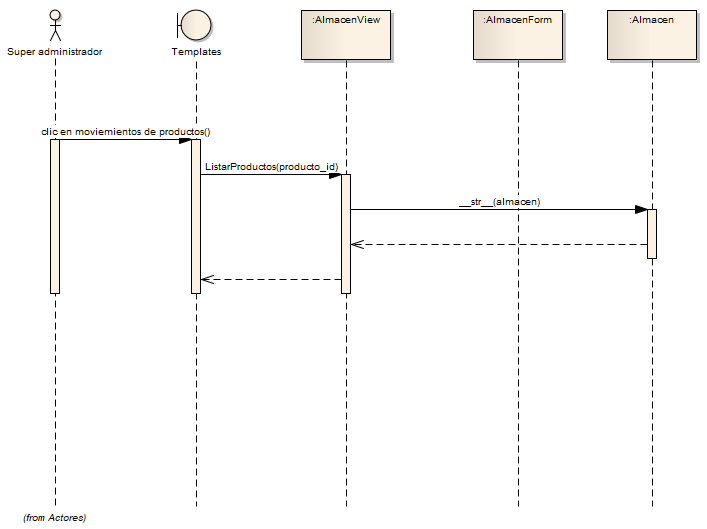 :AlmacenView
:AlmacenForm
:Almacen
Super administrador
Templates
clic en moviemientos de productos()
ListarProductos(producto_id)
__str__(almacen)
(from Actores)